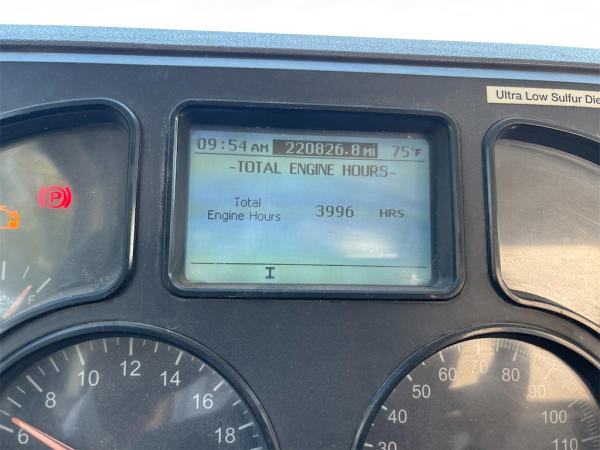 Ultra Low Sulfur Die
09:54 AM 220826.8 MI 75°F
-TOTAL ENGINE HOURS-
Total
Engine Hours 3996 HRS
I
P
F
6 8 10 12 14 16 18
30 40 50 60 70 80 90 100 110